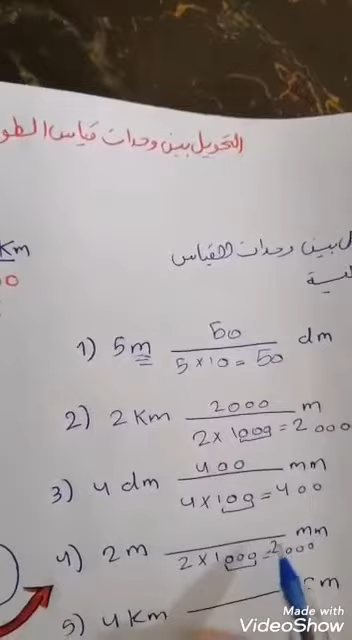 التحويل بين وحدات قياس الطو
Km
00
ل بين وحدات القياس
1) 5m 50 dm
5 x 10 = 50
2) 2 Km 2000 m
2 x 1000 = 2000
3) 4 dm 400 mm
4 x 100 = 400
4) 2m mm
2 x 1000 = 2000
5) 4 Km cm
Made with
VideoShow